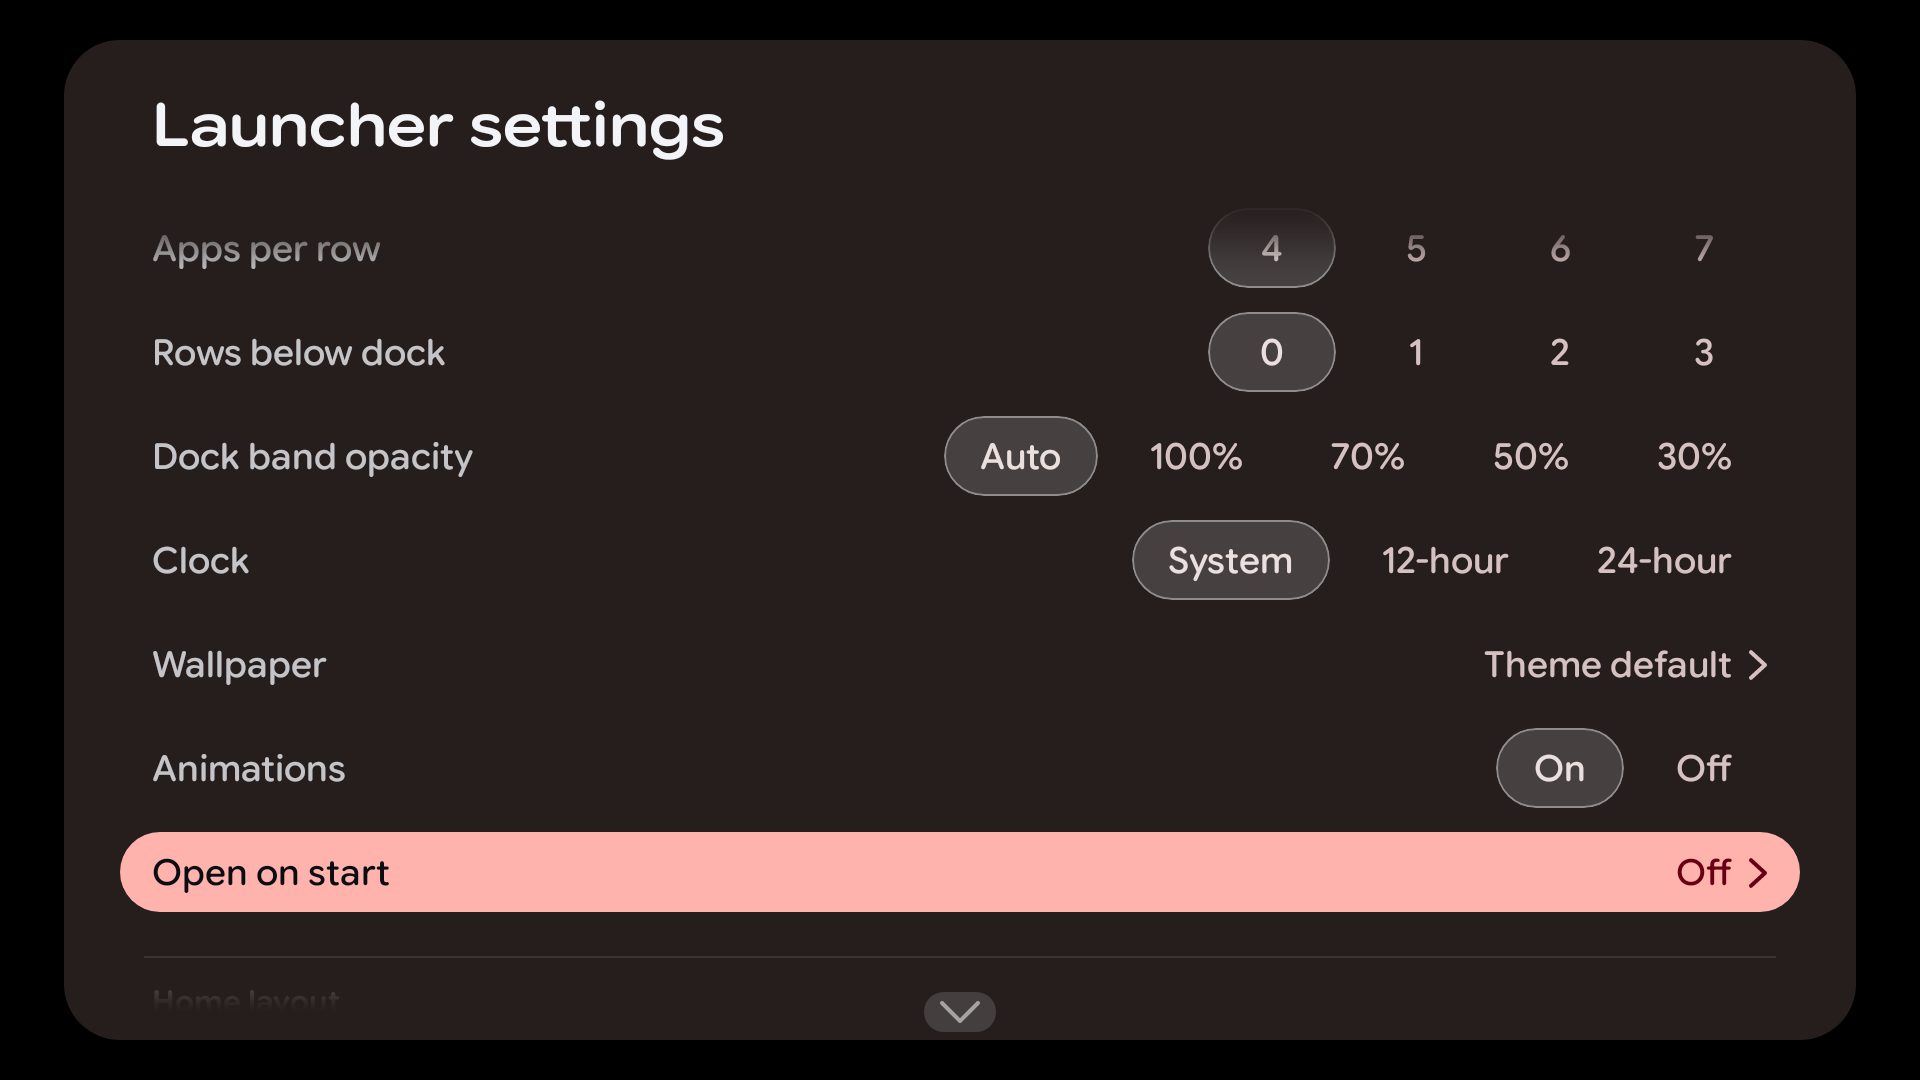 Launcher settings
Apps per row 4 5 6 7
Rows below dock 0 1 2 3
Dock band opacity Auto 100% 70% 50% 30%
Clock System 12-hour 24-hour
Wallpaper Theme default
Animations On Off
Open on start Off
Home layout